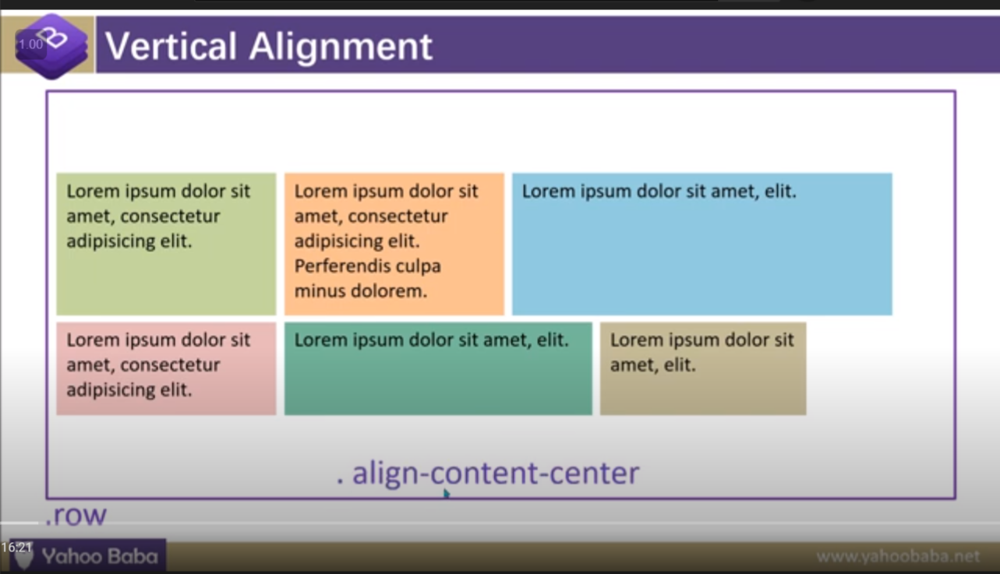 1.00
Vertical Alignment
Lorem ipsum dolor sit
amet, consectetur
adipisicing elit.
Lorem ipsum dolor sit
amet, consectetur
adipisicing elit.
Perferendis culpa
minus dolorem.
Lorem ipsum dolor sit amet, elit.
Lorem ipsum dolor sit
amet, consectetur
adipisicing elit.
Lorem ipsum dolor sit amet, elit.
Lorem ipsum dolor sit
amet, elit.
. align-content-center
.row
16:21
Yahoo Baba
www.yahoobaba.net